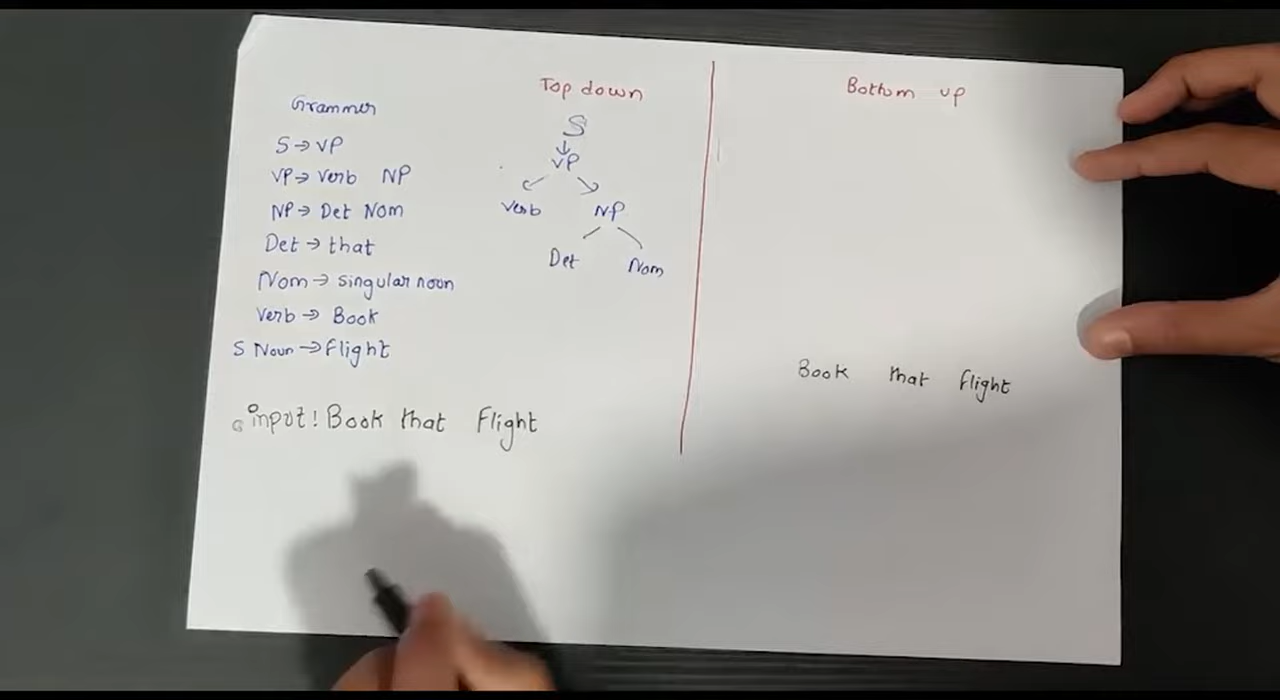 Grammer
S → VP
VP → Verb NP
NP → Det Nom
Det → that
Nom → singular noun
Verb → Book
S Noun → Flight
input! Book that Flight
Top down
S
VP
Verb NP
Det Nom
Bottom up
Book that flight